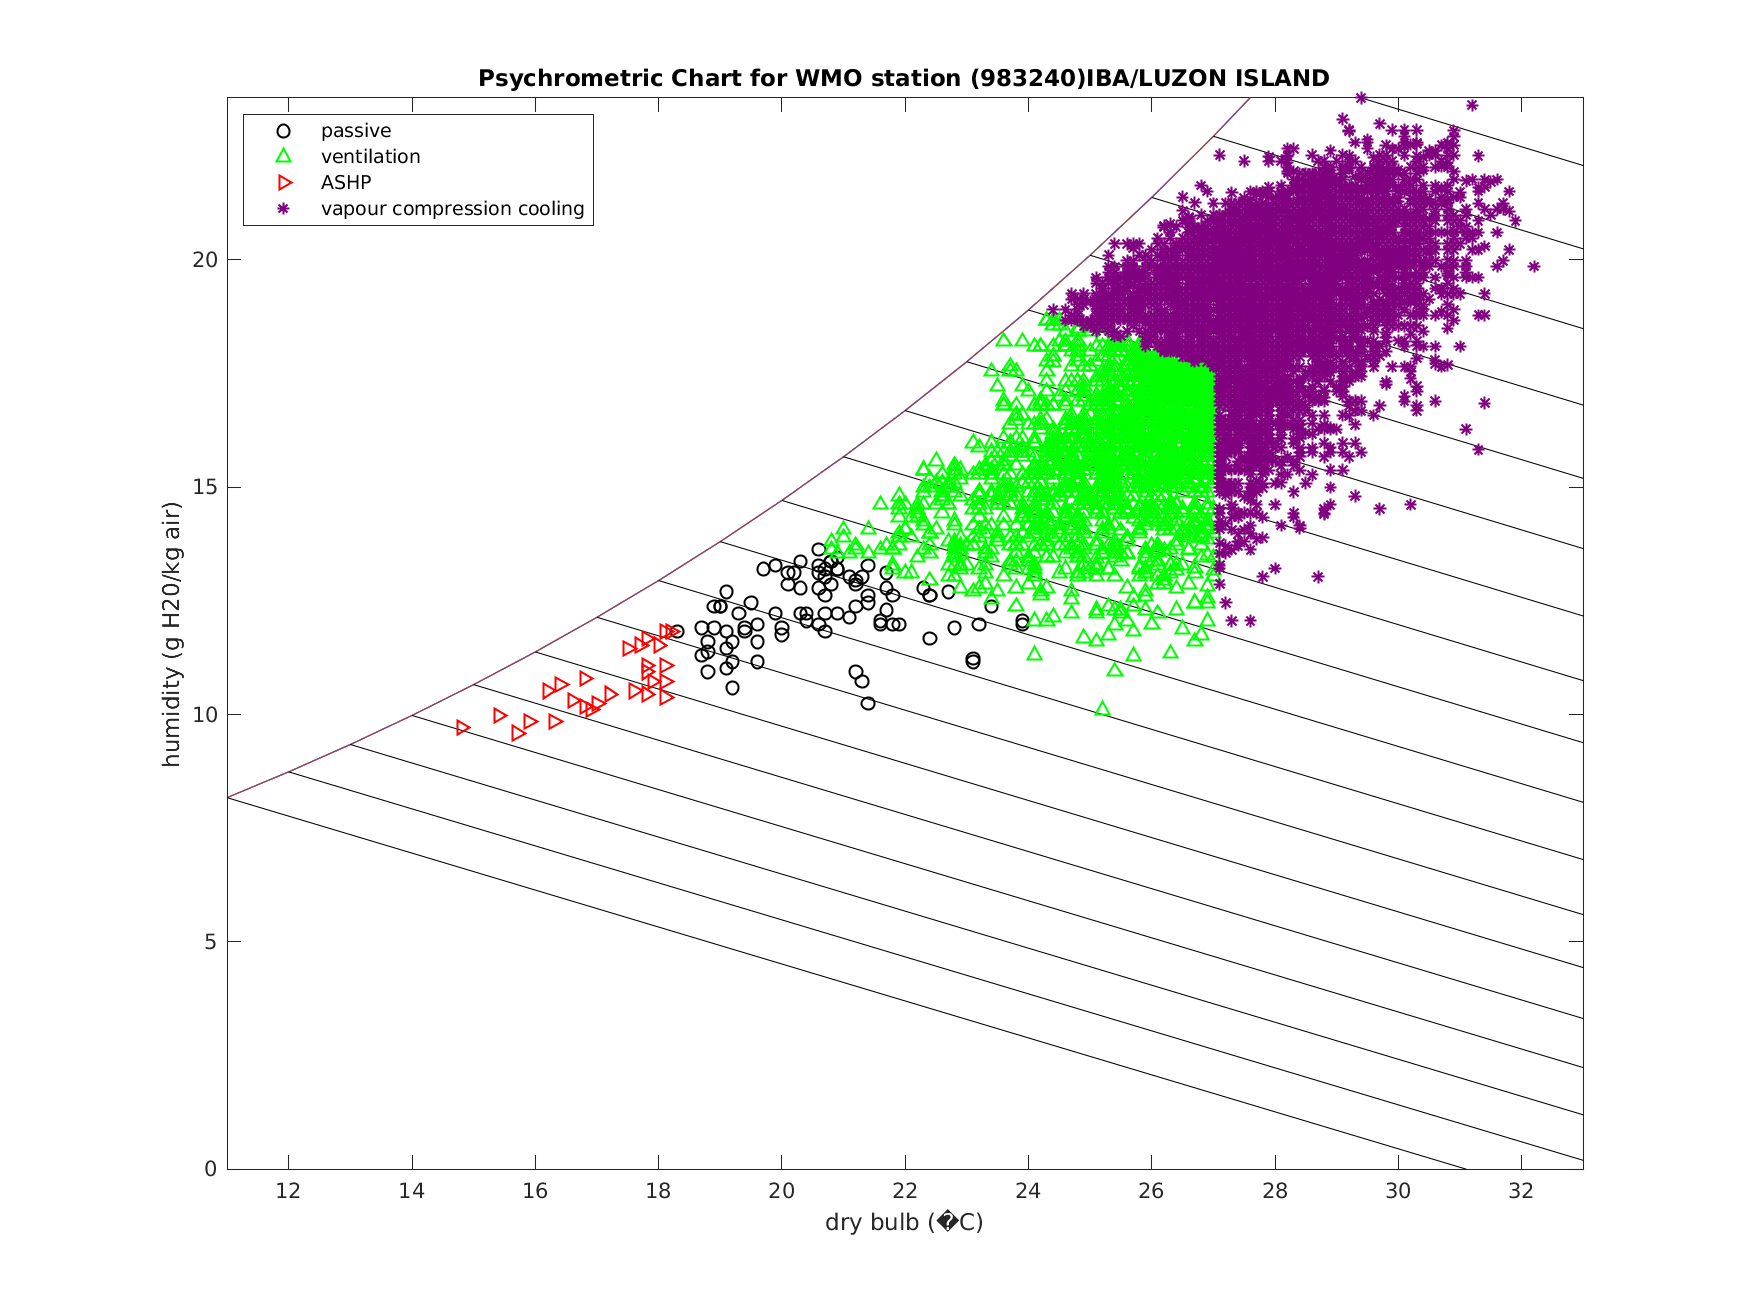 Psychrometric Chart for WMO station (983240)IBA/LUZON ISLAND
passive
ventilation
ASHP
vapour compression cooling
humidity (g H20/kg air)
20
15
10
5
0
12 14 16 18 20 22 24 26 28 30 32
dry bulb (�C)